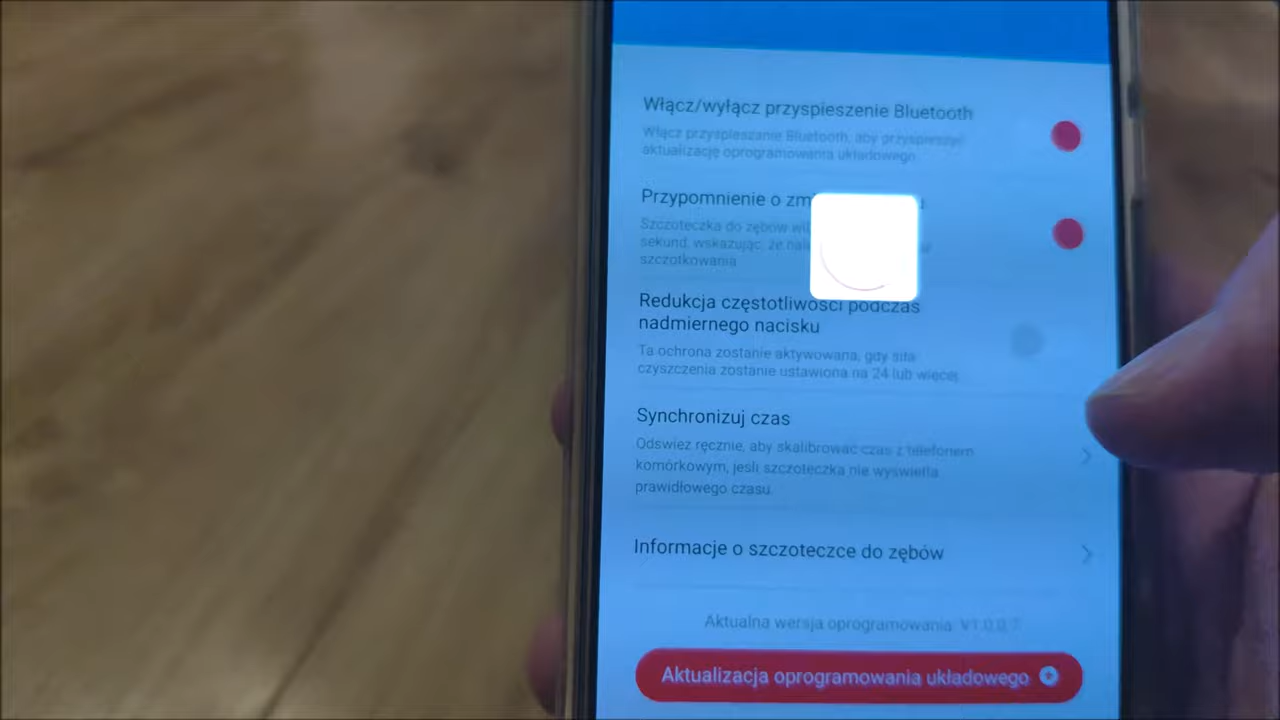 Włącz/wyłącz przyspieszenie Bluetooth
Włącz przyspieszanie Bluetooth, aby przyspieszyć
aktualizację oprogramowania układowego.
Przypomnienie o
Szczoteczka do zębów
sekund, wskazując, że
szczotkowania.
Redukcja częstotliwości podczas
nadmiernego nacisku
Ta ochrona zostanie aktywowana, gdy siła
czyszczenia zostanie ustawiona na 24 lub więcej.
Synchronizuj czas
Odśwież ręcznie, aby skalibrować czas z telefonem
komórkowym, jeśli szczoteczka nie wyświetla
prawidłowego czasu.
Informacje o szczoteczce do zębów
Aktualna wersja oprogramowania:
Aktualizacja oprogramowania układowego